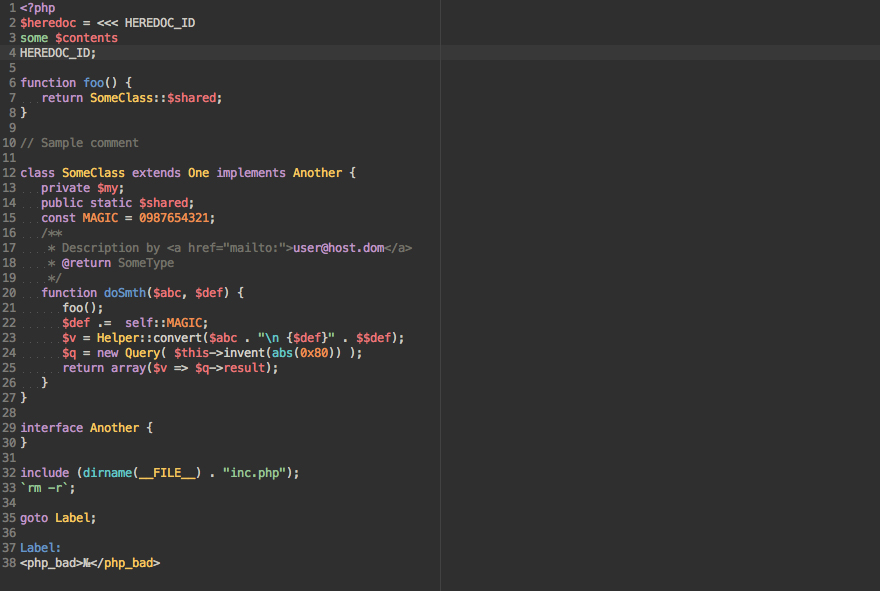 1 <?php
2 $heredoc = <<< HEREDOC_ID
3 some $contents
4 HEREDOC_ID;
5
6 function foo() {
7    return SomeClass::$shared;
8 }
9
10 // Sample comment
11
12 class SomeClass extends One implements Another {
13    private $my;
14    public static $shared;
15    const MAGIC = 0987654321;
16    /**
17     * Description by <a href="mailto:">user@host.dom</a>
18     * @return SomeType
19     */
20    function doSmth($abc, $def) {
21       foo();
22       $def .=  self::MAGIC;
23       $v = Helper::convert($abc . "\n {$def}" . $$def);
24       $q = new Query( $this->invent(abs(0x80)) );
25       return array($v => $q->result);
26    }
27 }
28
29 interface Another {
30 }
31
32 include (dirname(__FILE__) . "inc.php");
33 `rm -r`;
34
35 goto Label;
36
37 Label:
38 <php_bad>№</php_bad>